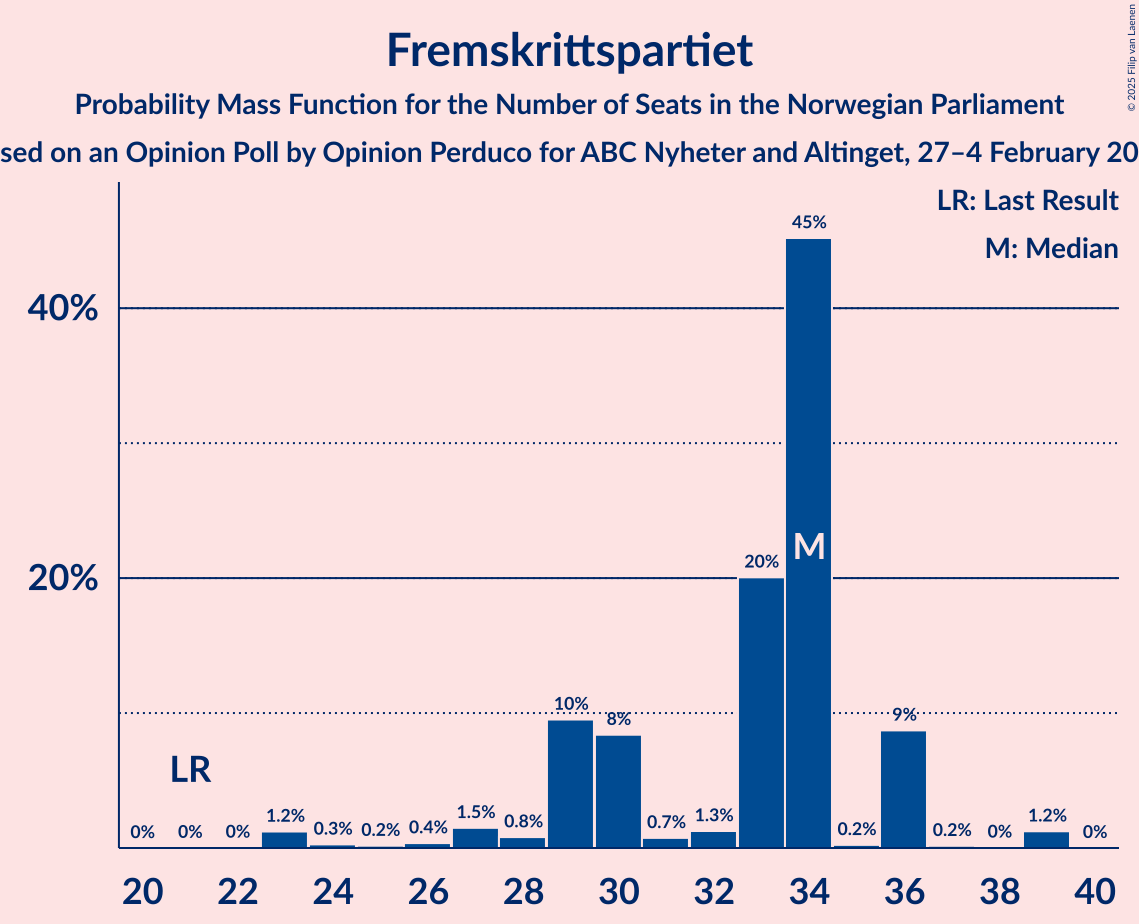 Fremskrittspartiet
Probability Mass Function for the Number of Seats in the Norwegian Parliament
sed on an Opinion Poll by Opinion Perduco for ABC Nyheter and Altinget, 27–4 February 20
© 2025 Filip van Laenen
LR: Last Result
M: Median
45%
40%
M
20%
20%
10%
8%
9%
LR
0% 0% 0% 1.2% 0.3% 0.2% 0.4% 1.5% 0.8% 0.7% 1.3% 0.2% 0.2% 0% 1.2% 0%
20 22 24 26 28 30 32 34 36 38 40